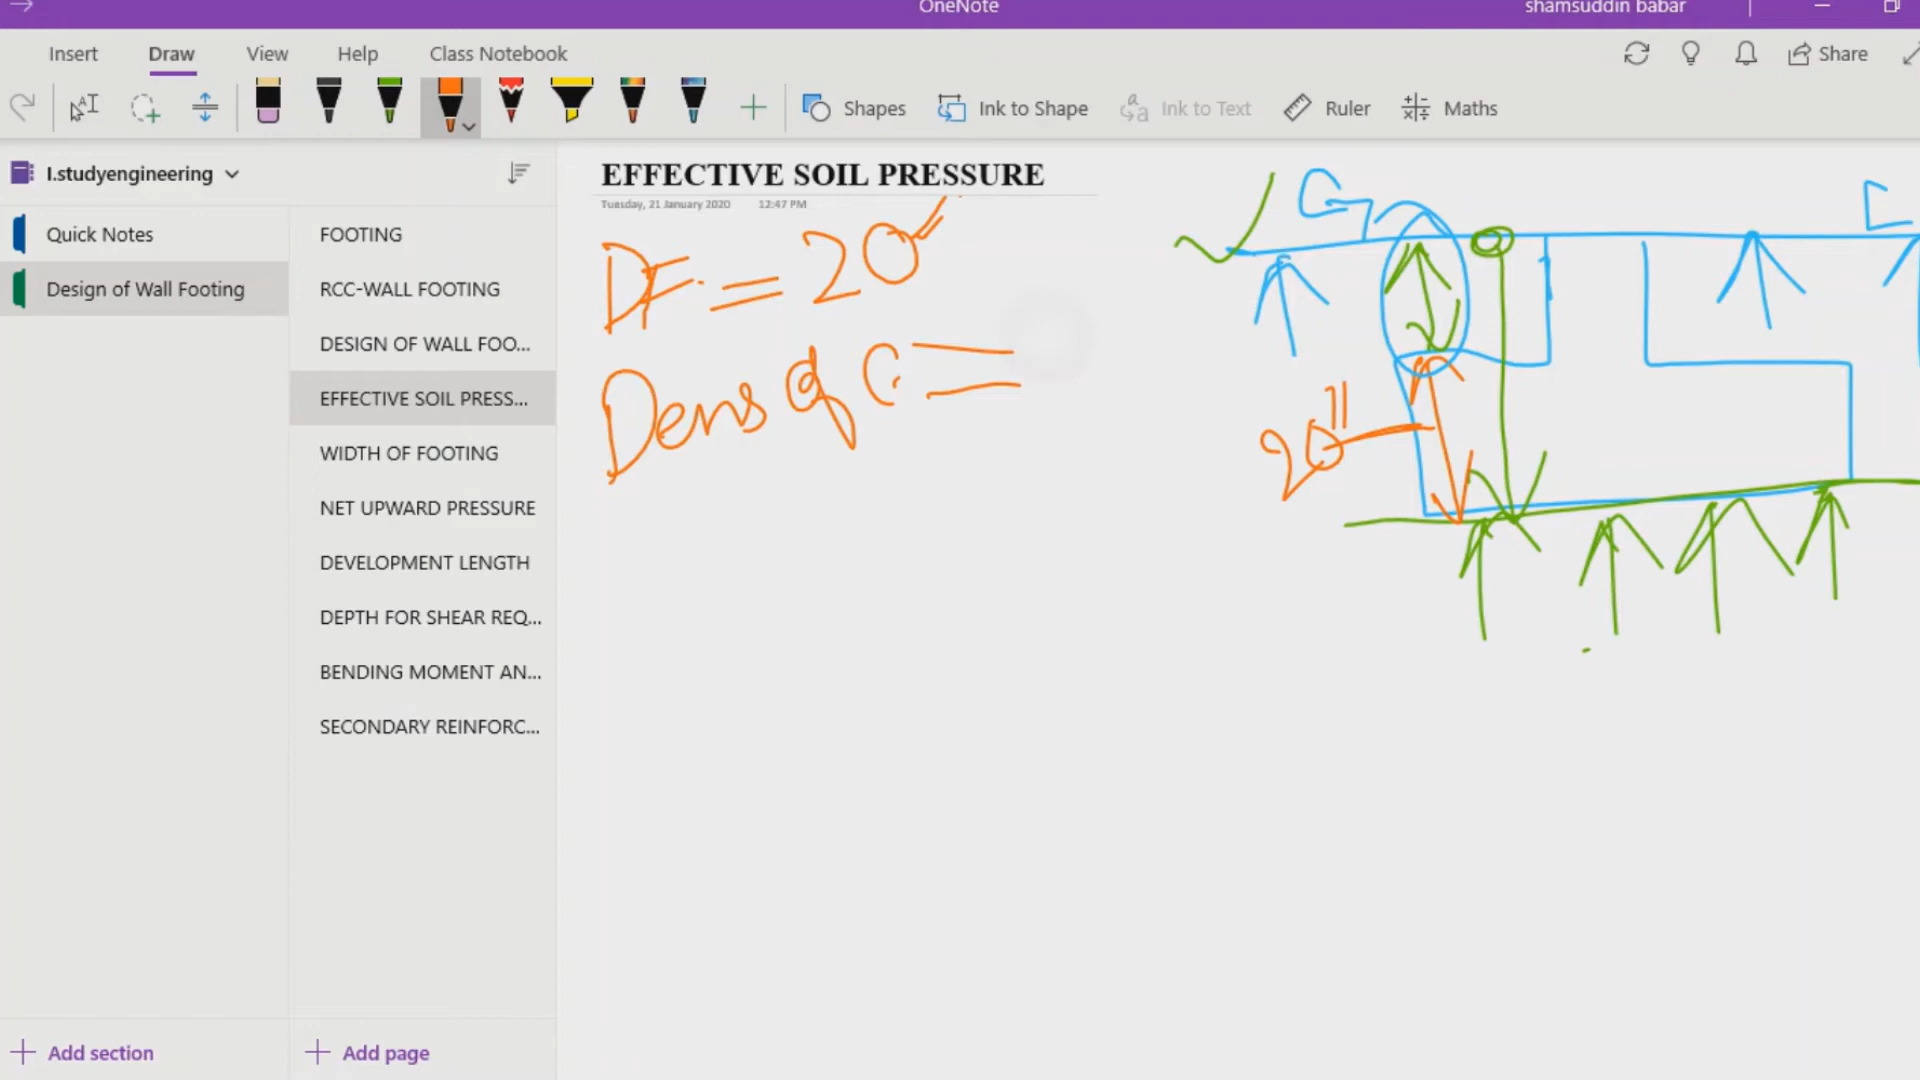 OneNote
shamsuddin babar
Insert
Draw
View
Help
Class Notebook
Share
Shapes
Ink to Shape
Ink to Text
Ruler
Maths
I.studyengineering
Quick Notes
Design of Wall Footing
FOOTING
RCC-WALL FOOTING
DESIGN OF WALL FOO...
EFFECTIVE SOIL PRESS...
WIDTH OF FOOTING
NET UPWARD PRESSURE
DEVELOPMENT LENGTH
DEPTH FOR SHEAR REQ...
BENDING MOMENT AN...
SECONDARY REINFORC...
Add section
Add page
EFFECTIVE SOIL PRESSURE
Tuesday, 21 January 2020 12:47 PM
DF = 20"
Dens of C =
20"